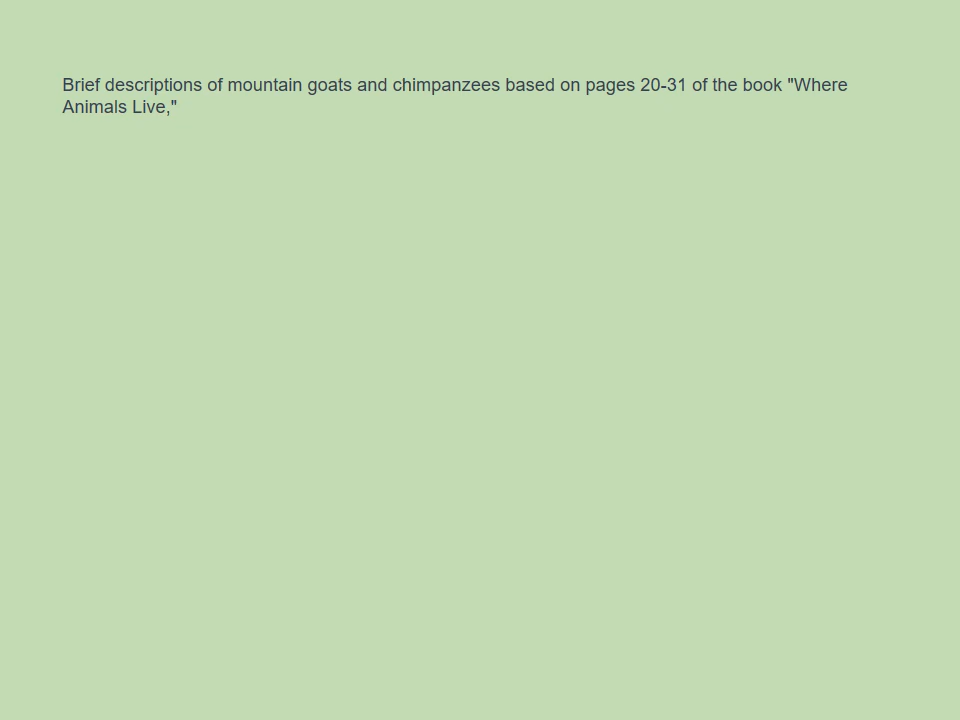 Brief descriptions of mountain goats and chimpanzees based on pages 20-31 of the book "Where
Animals Live,"